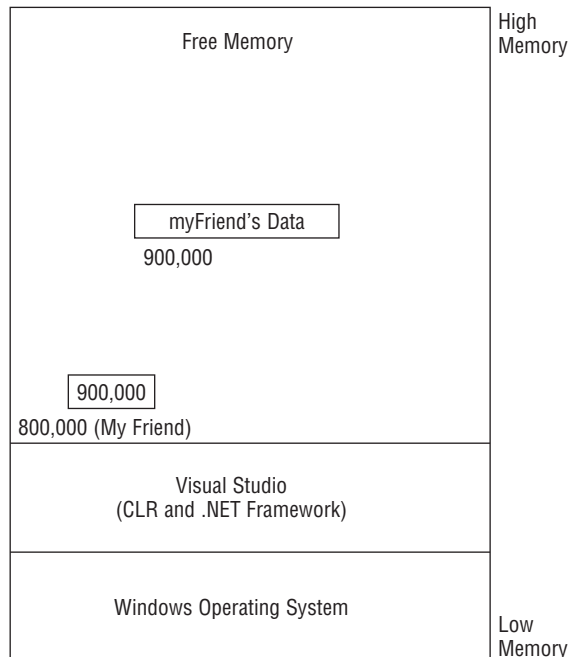 High
Memory
Free Memory
myFriend's Data
900,000
900,000
800,000 (My Friend)
Visual Studio
(CLR and .NET Framework)
Windows Operating System
Low
Memory